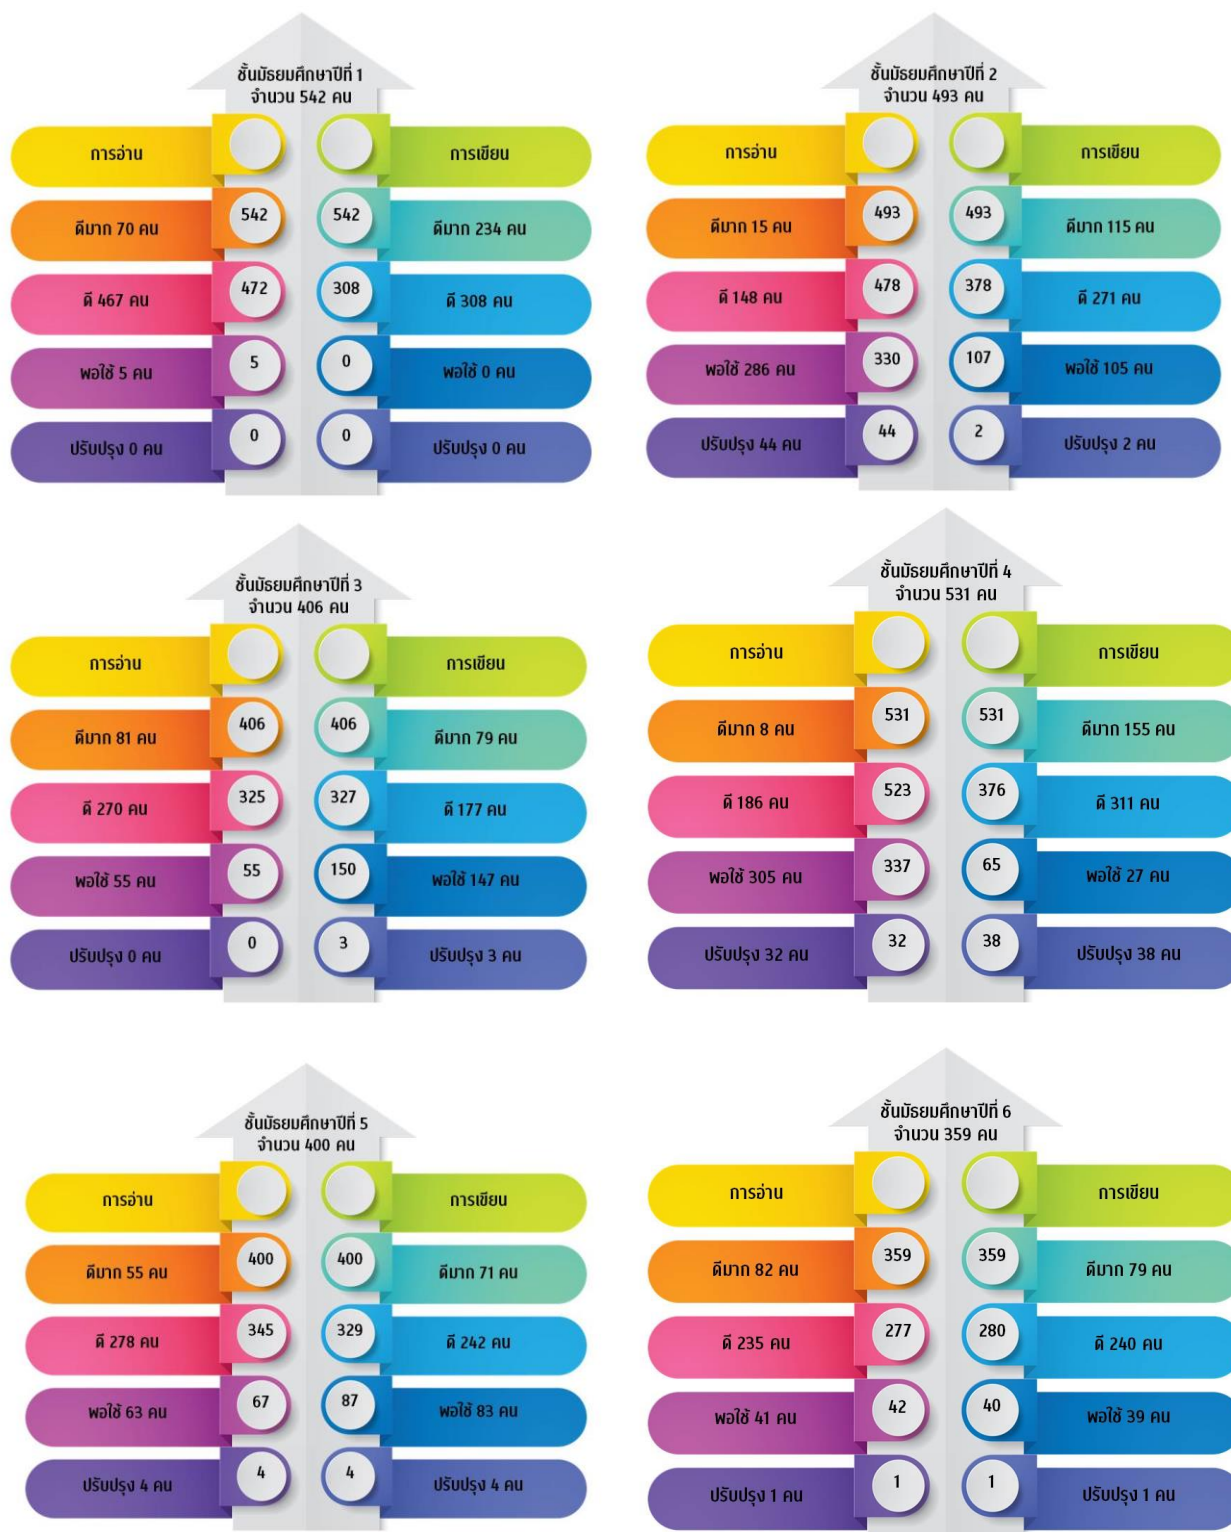 ชั้นมัธยมศึกษาปีที่ 1
จำนวน 542 คน
การอ่าน การเขียน
ดีมาก 70 คน 542 542 ดีมาก 234 คน
ดี 467 คน 472 308 ดี 308 คน
พอใช้ 5 คน 5 0 พอใช้ 0 คน
ปรับปรุง 0 คน 0 0 ปรับปรุง 0 คน
ชั้นมัธยมศึกษาปีที่ 2
จำนวน 493 คน
การอ่าน การเขียน
ดีมาก 15 คน 493 493 ดีมาก 115 คน
ดี 148 คน 478 378 ดี 271 คน
พอใช้ 286 คน 330 107 พอใช้ 105 คน
ปรับปรุง 44 คน 44 2 ปรับปรุง 2 คน
ชั้นมัธยมศึกษาปีที่ 3
จำนวน 406 คน
การอ่าน การเขียน
ดีมาก 81 คน 406 406 ดีมาก 79 คน
ดี 270 คน 325 327 ดี 177 คน
พอใช้ 55 คน 55 150 พอใช้ 147 คน
ปรับปรุง 0 คน 0 3 ปรับปรุง 3 คน
ชั้นมัธยมศึกษาปีที่ 4
จำนวน 531 คน
การอ่าน การเขียน
ดีมาก 8 คน 531 531 ดีมาก 155 คน
ดี 186 คน 523 376 ดี 311 คน
พอใช้ 305 คน 337 65 พอใช้ 27 คน
ปรับปรุง 32 คน 32 38 ปรับปรุง 38 คน
ชั้นมัธยมศึกษาปีที่ 5
จำนวน 400 คน
การอ่าน การเขียน
ดีมาก 55 คน 400 400 ดีมาก 71 คน
ดี 278 คน 345 329 ดี 242 คน
พอใช้ 63 คน 67 87 พอใช้ 83 คน
ปรับปรุง 4 คน 4 4 ปรับปรุง 4 คน
ชั้นมัธยมศึกษาปีที่ 6
จำนวน 359 คน
การอ่าน การเขียน
ดีมาก 82 คน 359 359 ดีมาก 79 คน
ดี 235 คน 277 280 ดี 240 คน
พอใช้ 41 คน 42 40 พอใช้ 39 คน
ปรับปรุง 1 คน 1 1 ปรับปรุง 1 คน